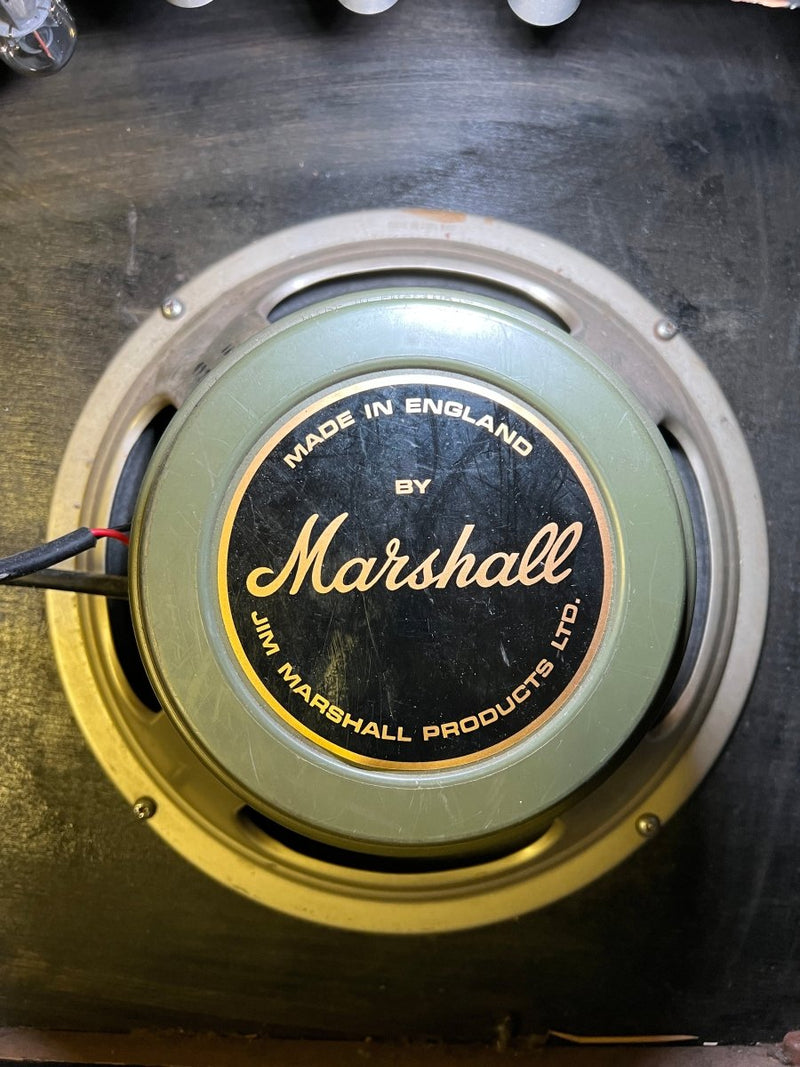 MADE IN ENGLAND
BY
Marshall
JIM MARSHALL PRODUCTS LTD.